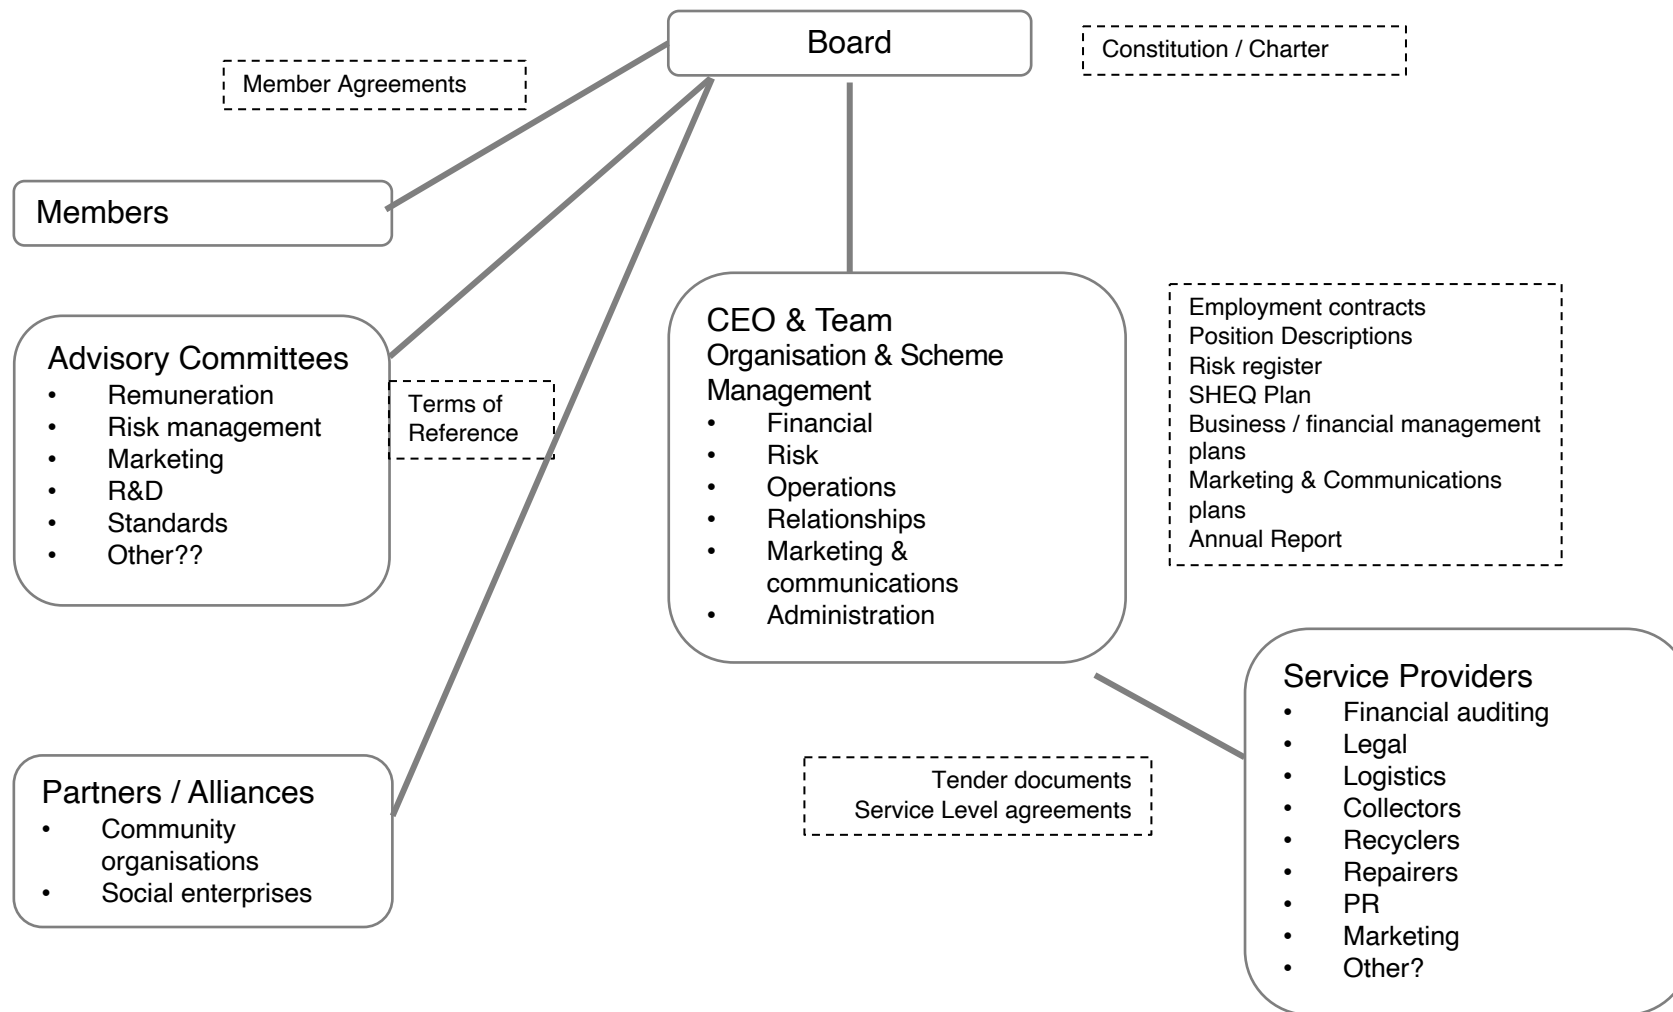 Board
Constitution / Charter
Member Agreements
Members
Advisory Committees
• Remuneration
• Risk management
• Marketing
• R&D
• Standards
• Other??
Terms of
Reference
CEO & Team
Organisation & Scheme
Management
• Financial
• Risk
• Operations
• Relationships
• Marketing &
communications
• Administration
Employment contracts
Position Descriptions
Risk register
SHEQ Plan
Business / financial management
plans
Marketing & Communications
plans
Annual Report
Partners / Alliances
• Community
organisations
• Social enterprises
Tender documents
Service Level agreements
Service Providers
• Financial auditing
• Legal
• Logistics
• Collectors
• Recyclers
• Repairers
• PR
• Marketing
• Other?